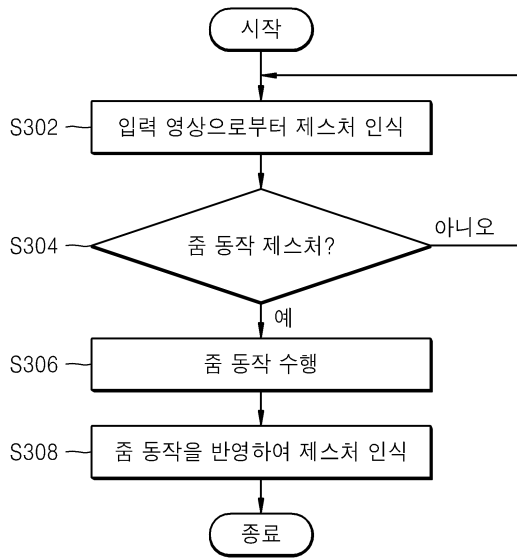 시작
S302 입력 영상으로부터 제스처 인식
S304 줌 동작 제스처?
아니오
예
S306 줌 동작 수행
S308 줌 동작을 반영하여 제스처 인식
종료